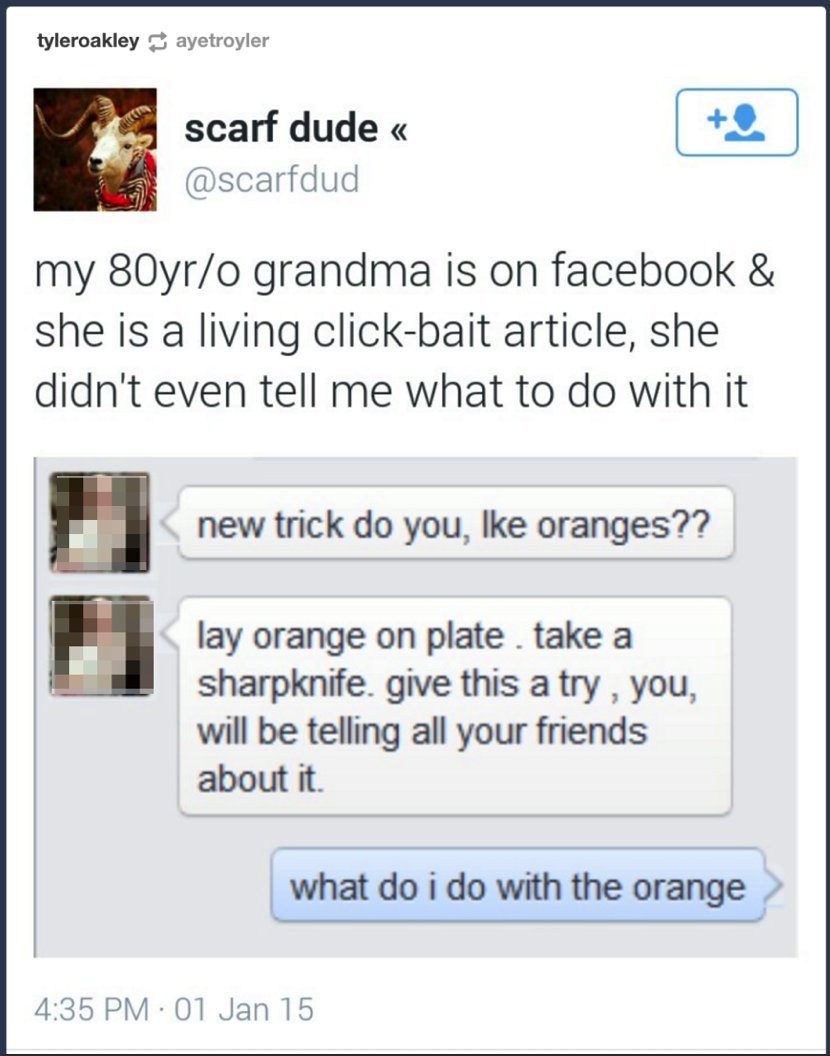 tyleroakley ayetroyler
scarf dude «
@scarfdud
my 80yr/o grandma is on facebook &
she is a living click-bait article, she
didn't even tell me what to do with it
new trick do you, lke oranges??
lay orange on plate . take a
sharpknife. give this a try , you,
will be telling all your friends
about it.
what do i do with the orange
4:35 PM · 01 Jan 15